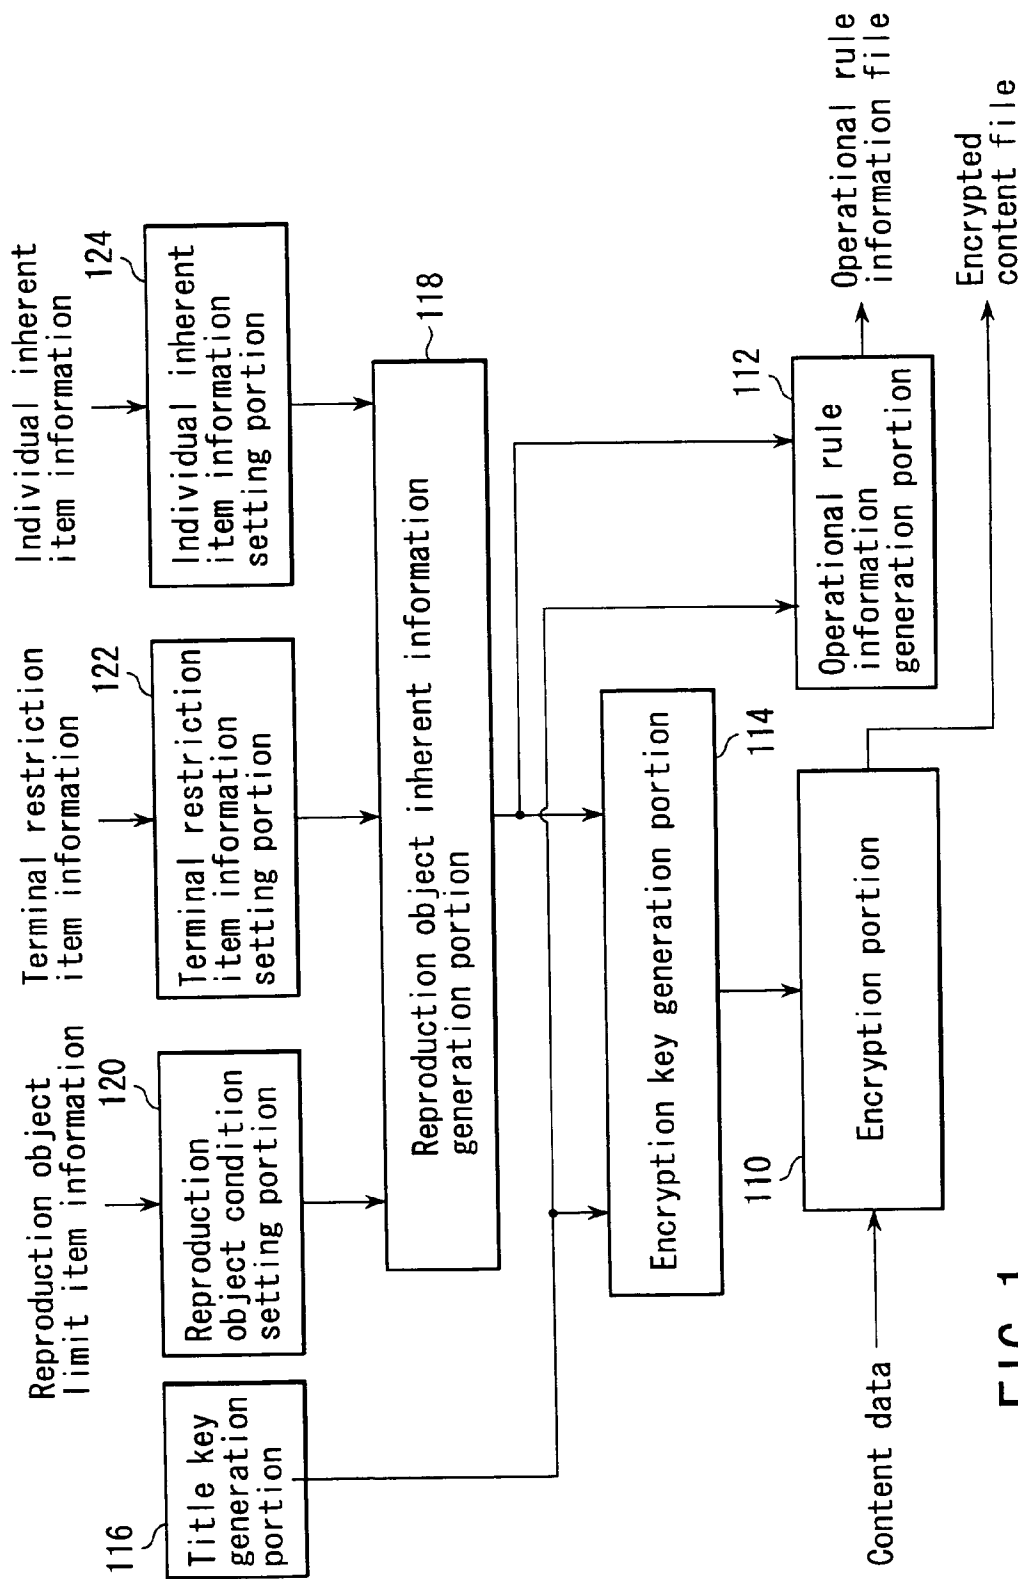 Reproduction object
limit item information
Terminal restriction
item information
Individual inherent
item information
116
Title key
generation
portion
120
Reproduction
object condition
setting portion
122
Terminal restriction
item information
setting portion
124
Individual inherent
item information
setting portion
118
Reproduction object inherent information
generation portion
Encryption key generation portion
114
112
Operational rule
information
generation portion
Operational rule
information file
110
Encryption portion
Encrypted
content file
Content data
FIG. 1